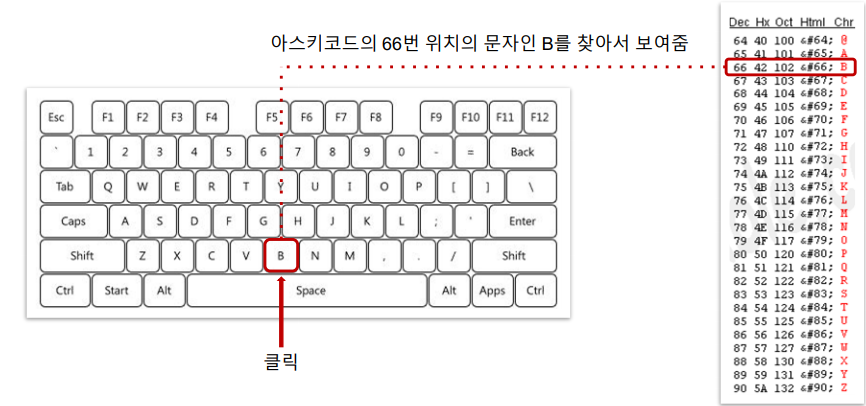 아스키코드의 66번 위치의 문자인 B를 찾아서 보여줌
Dec Hx Oct Html Chr
64 40 100 &#64; @
65 41 101 &#65; A
66 42 102 &#66; B
67 43 103 &#67; C
68 44 104 &#68; D
69 45 105 &#69; E
70 46 106 &#70; F
71 47 107 &#71; G
72 48 110 &#72; H
73 49 111 &#73; I
74 4A 112 &#74; J
75 4B 113 &#75; K
76 4C 114 &#76; L
77 4D 115 &#77; M
78 4E 116 &#78; N
79 4F 117 &#79; O
80 50 120 &#80; P
81 51 121 &#81; Q
82 52 122 &#82; R
83 53 123 &#83; S
84 54 124 &#84; T
85 55 125 &#85; U
86 56 126 &#86; V
87 57 127 &#87; W
88 58 130 &#88; X
89 59 131 &#89; Y
90 5A 132 &#90; Z
Esc F1 F2 F3 F4 F5 F6 F7 F8 F9 F10 F11 F12
` 1 2 3 4 5 6 7 8 9 0 - = Back
Tab Q W E R T Y U I O P [ ] \
Caps A S D F G H J K L ; ' Enter
Shift Z X C V B N M , . / Shift
Ctrl Start Alt Space Alt Apps Ctrl
클릭